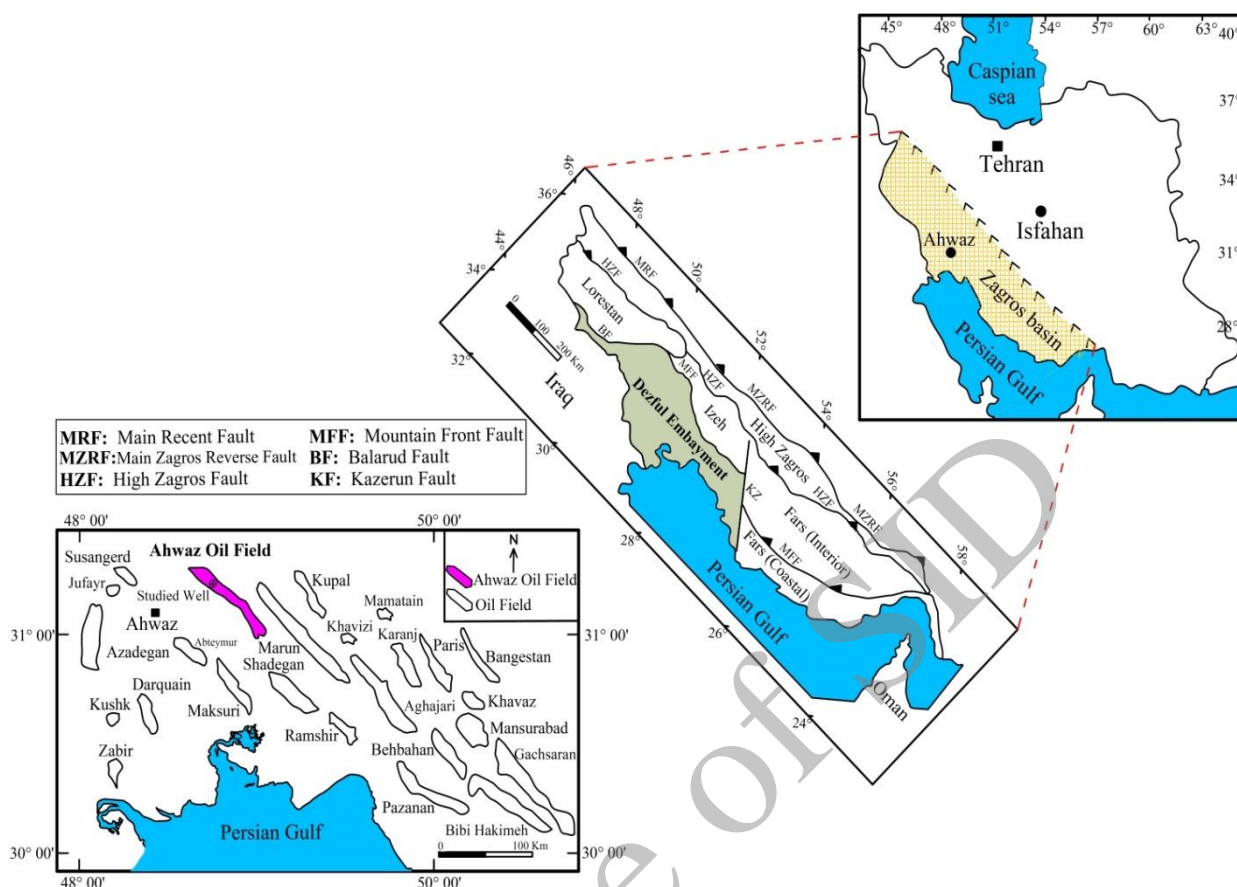 45°
48°
51°
54°
57°
60°
63°
40°
37°
34°
31°
28°
Caspian
sea
Tehran
Isfahan
Ahwaz
Zagros basin
Persian Gulf
46°
36°
44°
34°
32°
30°
28°
26°
24°
48°
50°
52°
54°
56°
58°
0
100
200 Km
MRF
HZF
Lorestan
BF
Iraq
MFF
HZF
MZRF
Dezful Embayment
Izeh
High Zagros
KZ
HZF
MZRF
Fars (Interior)
MFF
Fars (Coastal)
Persian Gulf
Oman
MRF: Main Recent Fault
MFF: Mountain Front Fault
MZRF: Main Zagros Reverse Fault
BF: Balarud Fault
HZF: High Zagros Fault
KF: Kazerun Fault
48° 00'
50° 00'
Ahwaz Oil Field
N
Ahwaz Oil Field
Oil Field
Susangerd
Jufayr
Studied Well
Kupal
Mamatain
31° 00'
Ahwaz
Khavizi
Karanj
Paris
31° 00'
Azadegan
Abteymur
Marun
Shadegan
Bangestan
Darquain
Kushk
Maksuri
Aghajari
Khavaz
Ramshir
Mansurabad
Zabir
Behbahan
Gachsaran
Pazanan
Persian Gulf
Bibi Hakimeh
0
100 Km
30° 00'
30° 00'
48° 00'
50° 00'
e of SID